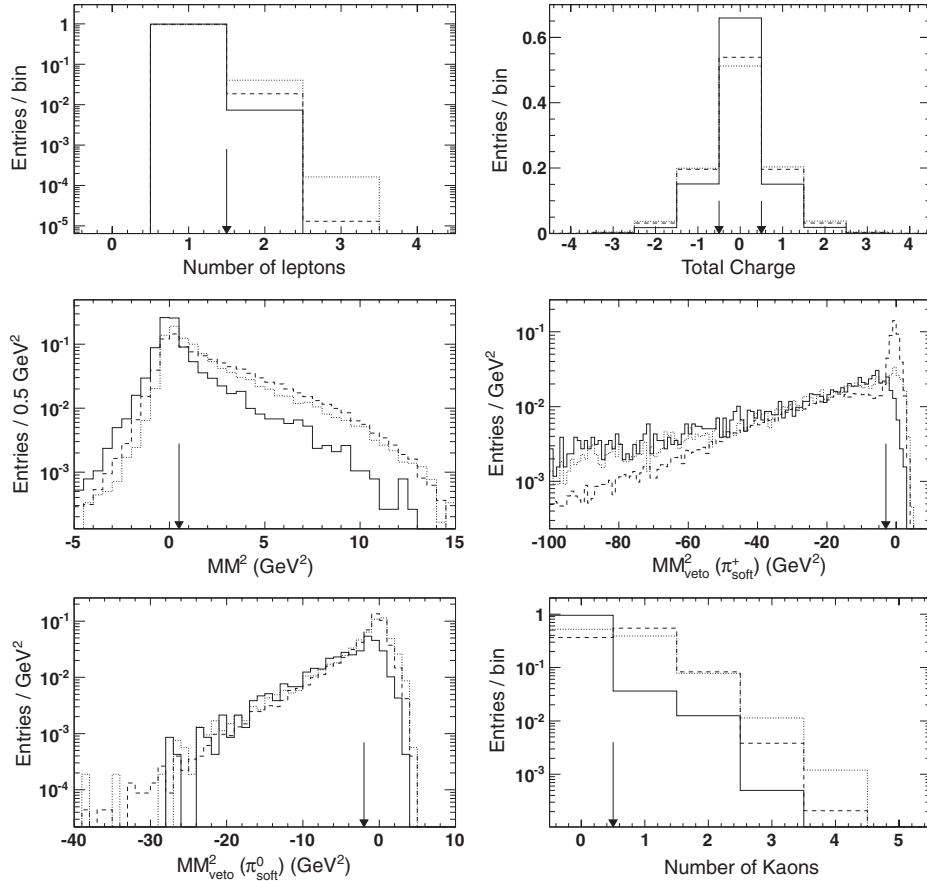 Entries / bin
1
10⁻¹
10⁻²
10⁻³
10⁻⁴
10⁻⁵
0 1 2 3 4
Number of leptons
Entries / bin
0.6
0.4
0.2
0
-4 -3 -2 -1 0 1 2 3 4
Total Charge
Entries / 0.5 GeV²
10⁻¹
10⁻²
10⁻³
-5 0 5 10 15
MM² (GeV²)
Entries / GeV²
10⁻¹
10⁻²
10⁻³
-100 -80 -60 -40 -20 0
MM²veto (π⁺soft) (GeV²)
Entries / GeV²
10⁻¹
10⁻²
10⁻³
10⁻⁴
-40 -30 -20 -10 0 10
MM²veto (π⁰soft) (GeV²)
Entries / bin
1
10⁻¹
10⁻²
10⁻³
0 1 2 3 4 5
Number of Kaons